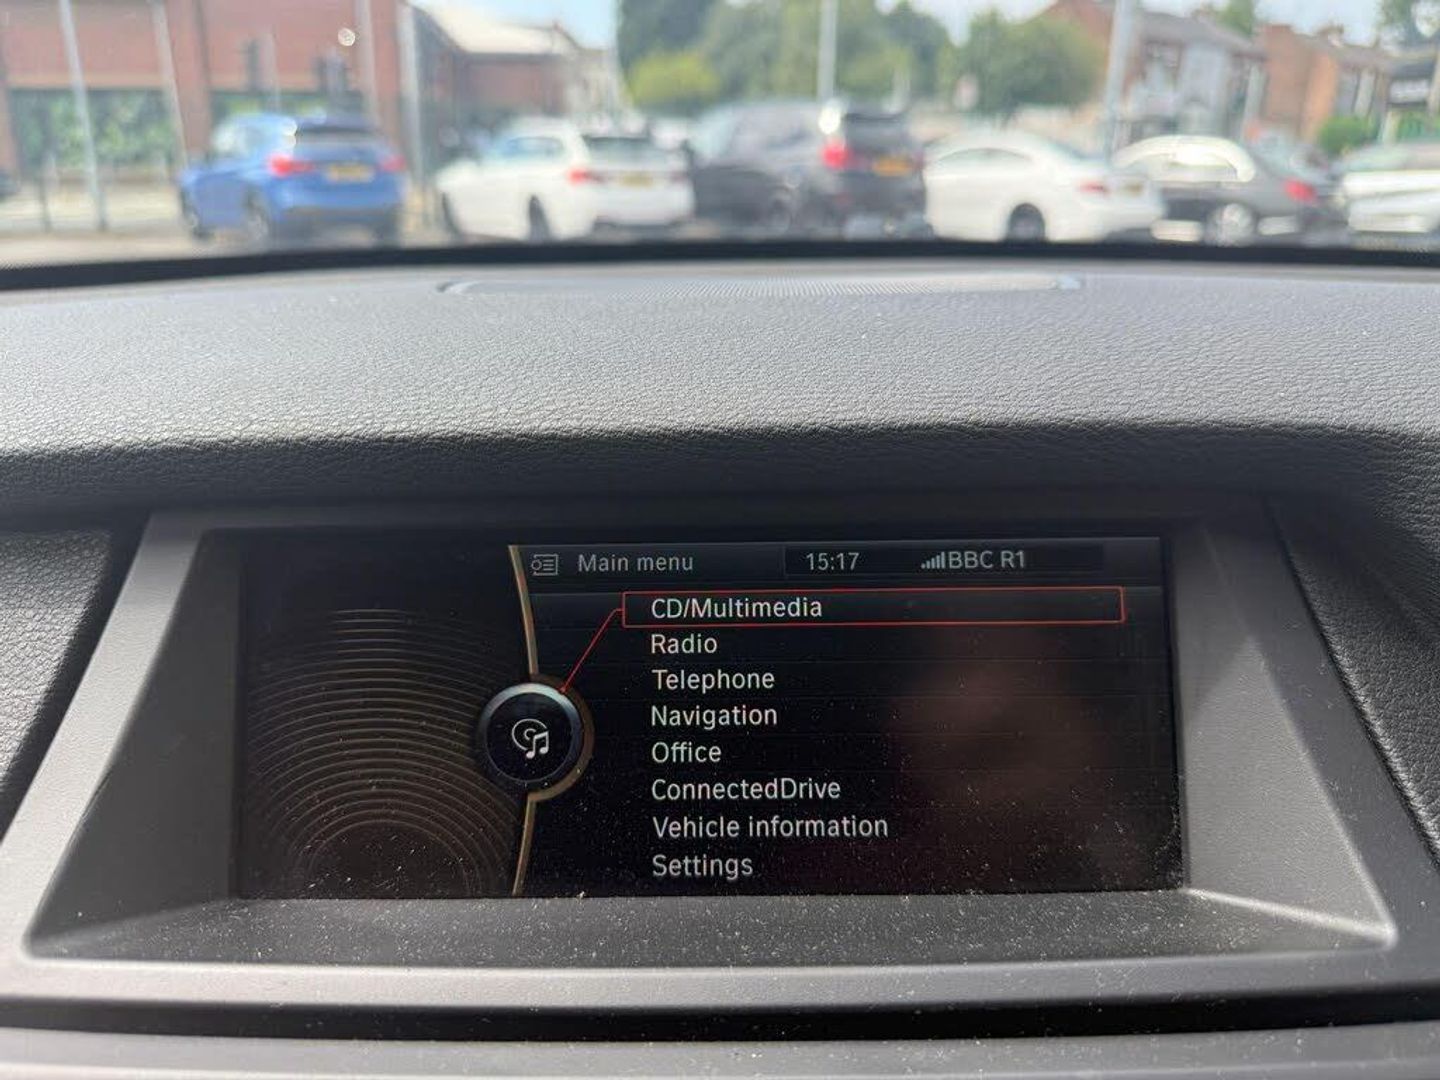 Main menu 15:17 BBC R1
CD/Multimedia
Radio
Telephone
Navigation
Office
ConnectedDrive
Vehicle information
Settings